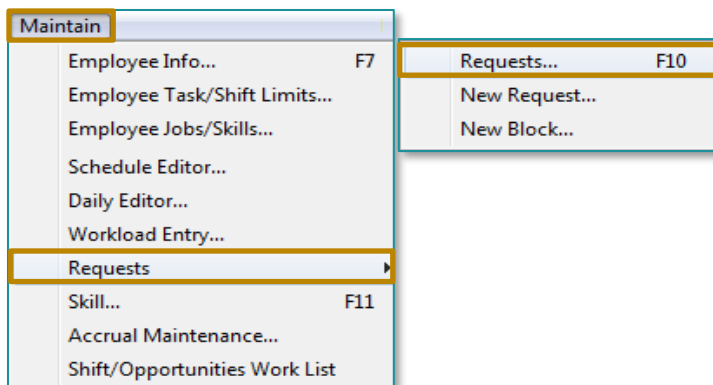 Maintain
Employee Info... F7
Employee Task/Shift Limits...
Employee Jobs/Skills...
Schedule Editor...
Daily Editor...
Workload Entry...
Requests
Skill... F11
Accrual Maintenance...
Shift/Opportunities Work List
Requests... F10
New Request...
New Block...